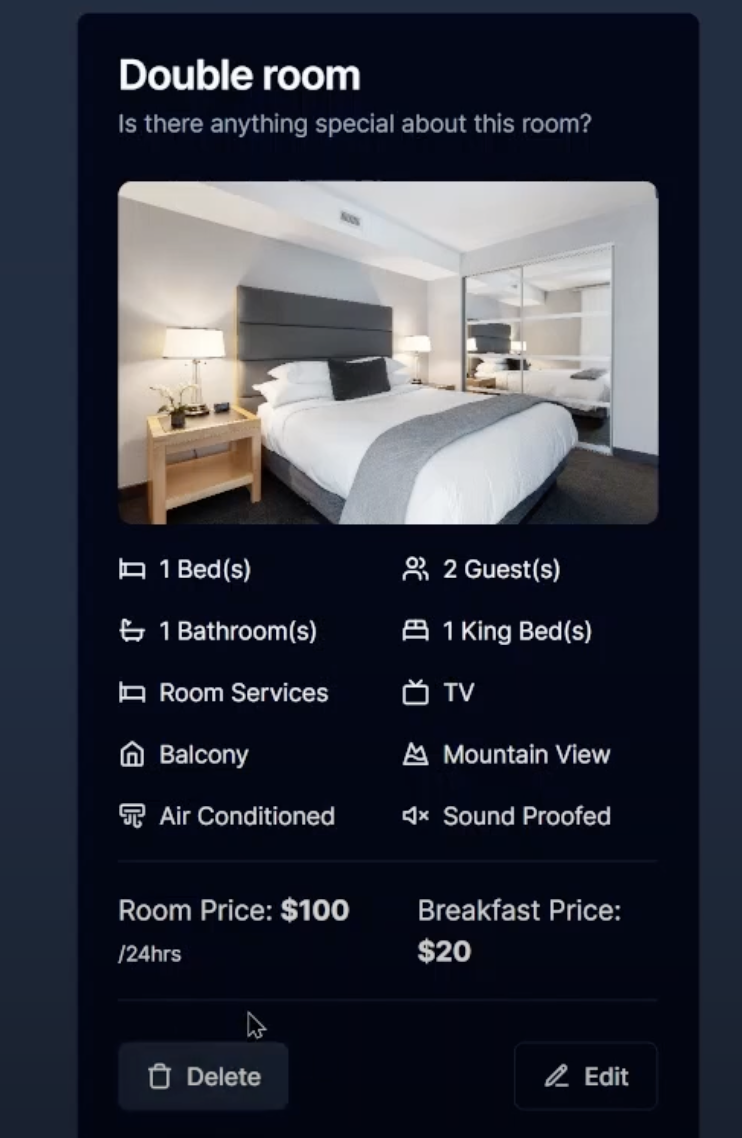 Double room
Is there anything special about this room?
1 Bed(s)
2 Guest(s)
1 Bathroom(s)
1 King Bed(s)
Room Services
TV
Balcony
Mountain View
Air Conditioned
Sound Proofed
Room Price: $100
/24hrs
Breakfast Price:
$20
Delete
Edit